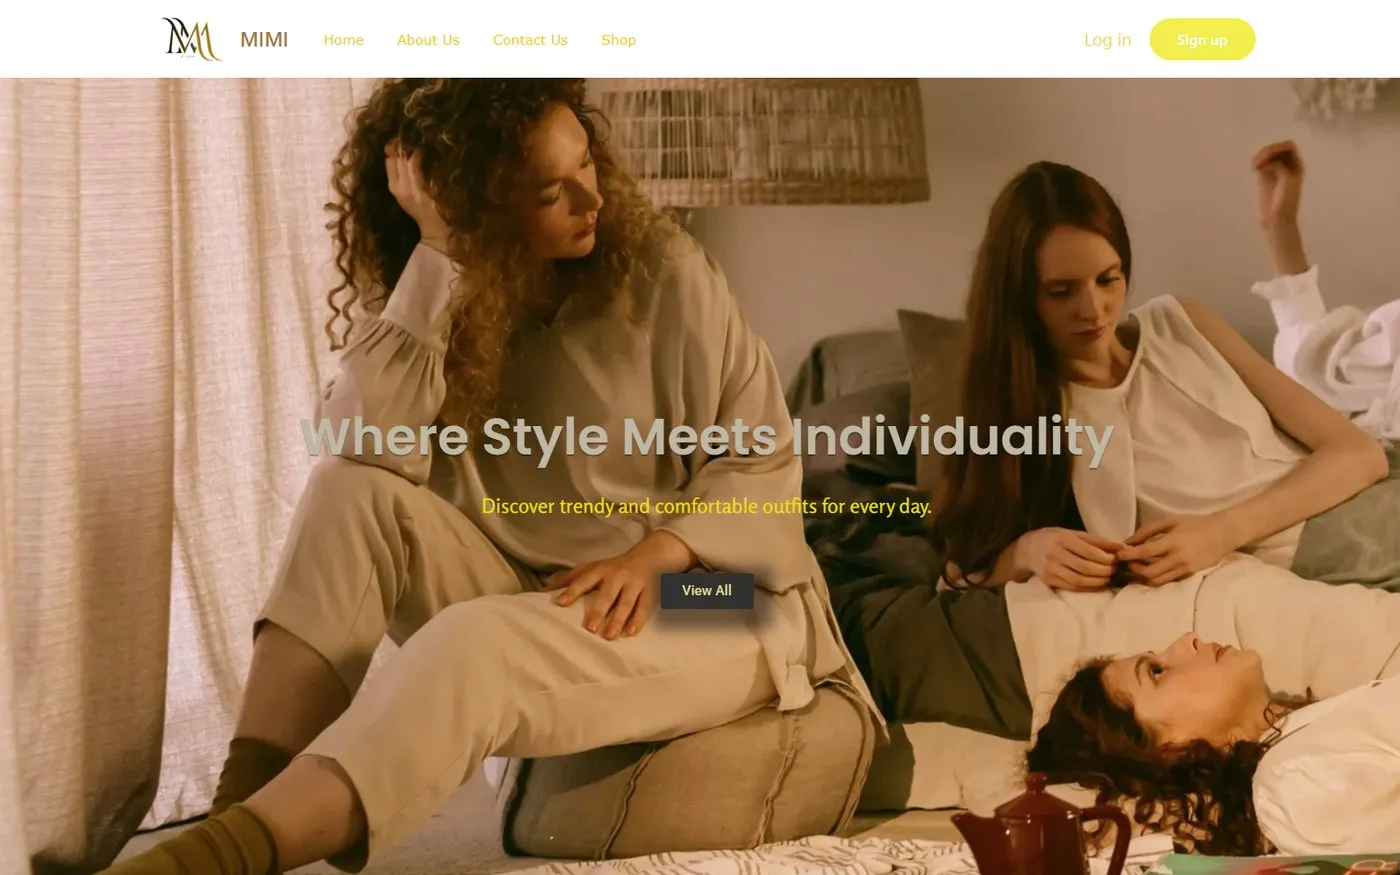 MIMI
Home
About Us
Contact Us
Shop
Log in
Sign up
Where Style Meets Individuality
Discover trendy and comfortable outfits for every day.
View All